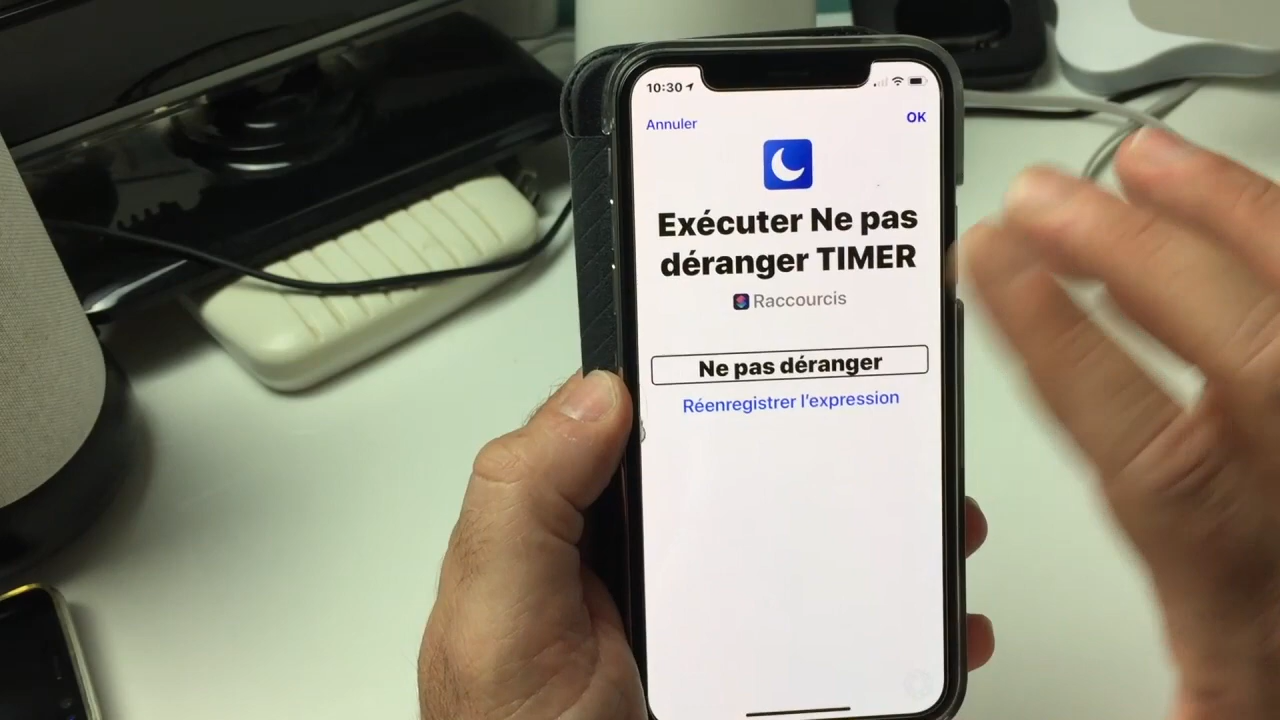 10:30
Annuler
OK
Exécuter Ne pas
déranger TIMER
Raccourcis
Ne pas déranger
Réenregistrer l'expression